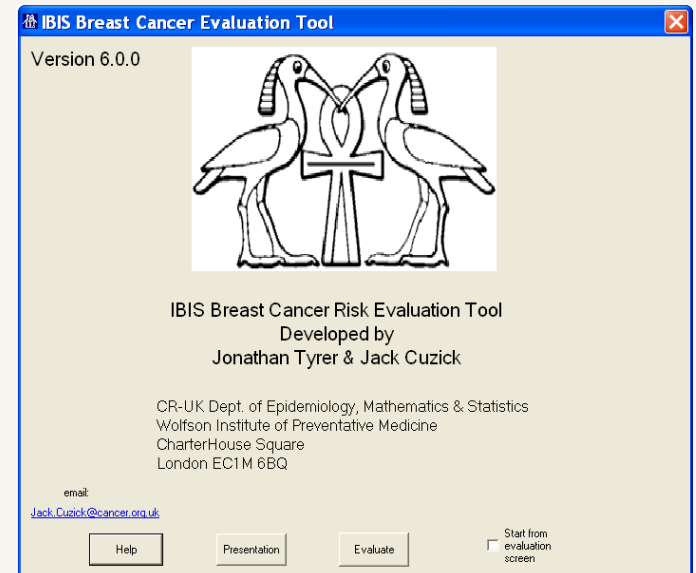 IBIS Breast Cancer Evaluation Tool
Version 6.0.0
IBIS Breast Cancer Risk Evaluation Tool
Developed by
Jonathan Tyrer & Jack Cuzick
CR-UK Dept. of Epidemiology, Mathematics & Statistics
Wolfson Institute of Preventative Medicine
CharterHouse Square
London EC1M 6BQ
email:
Jack.Cuzick@cancer.org.uk
Help
Presentation
Evaluate
Start from
evaluation
screen